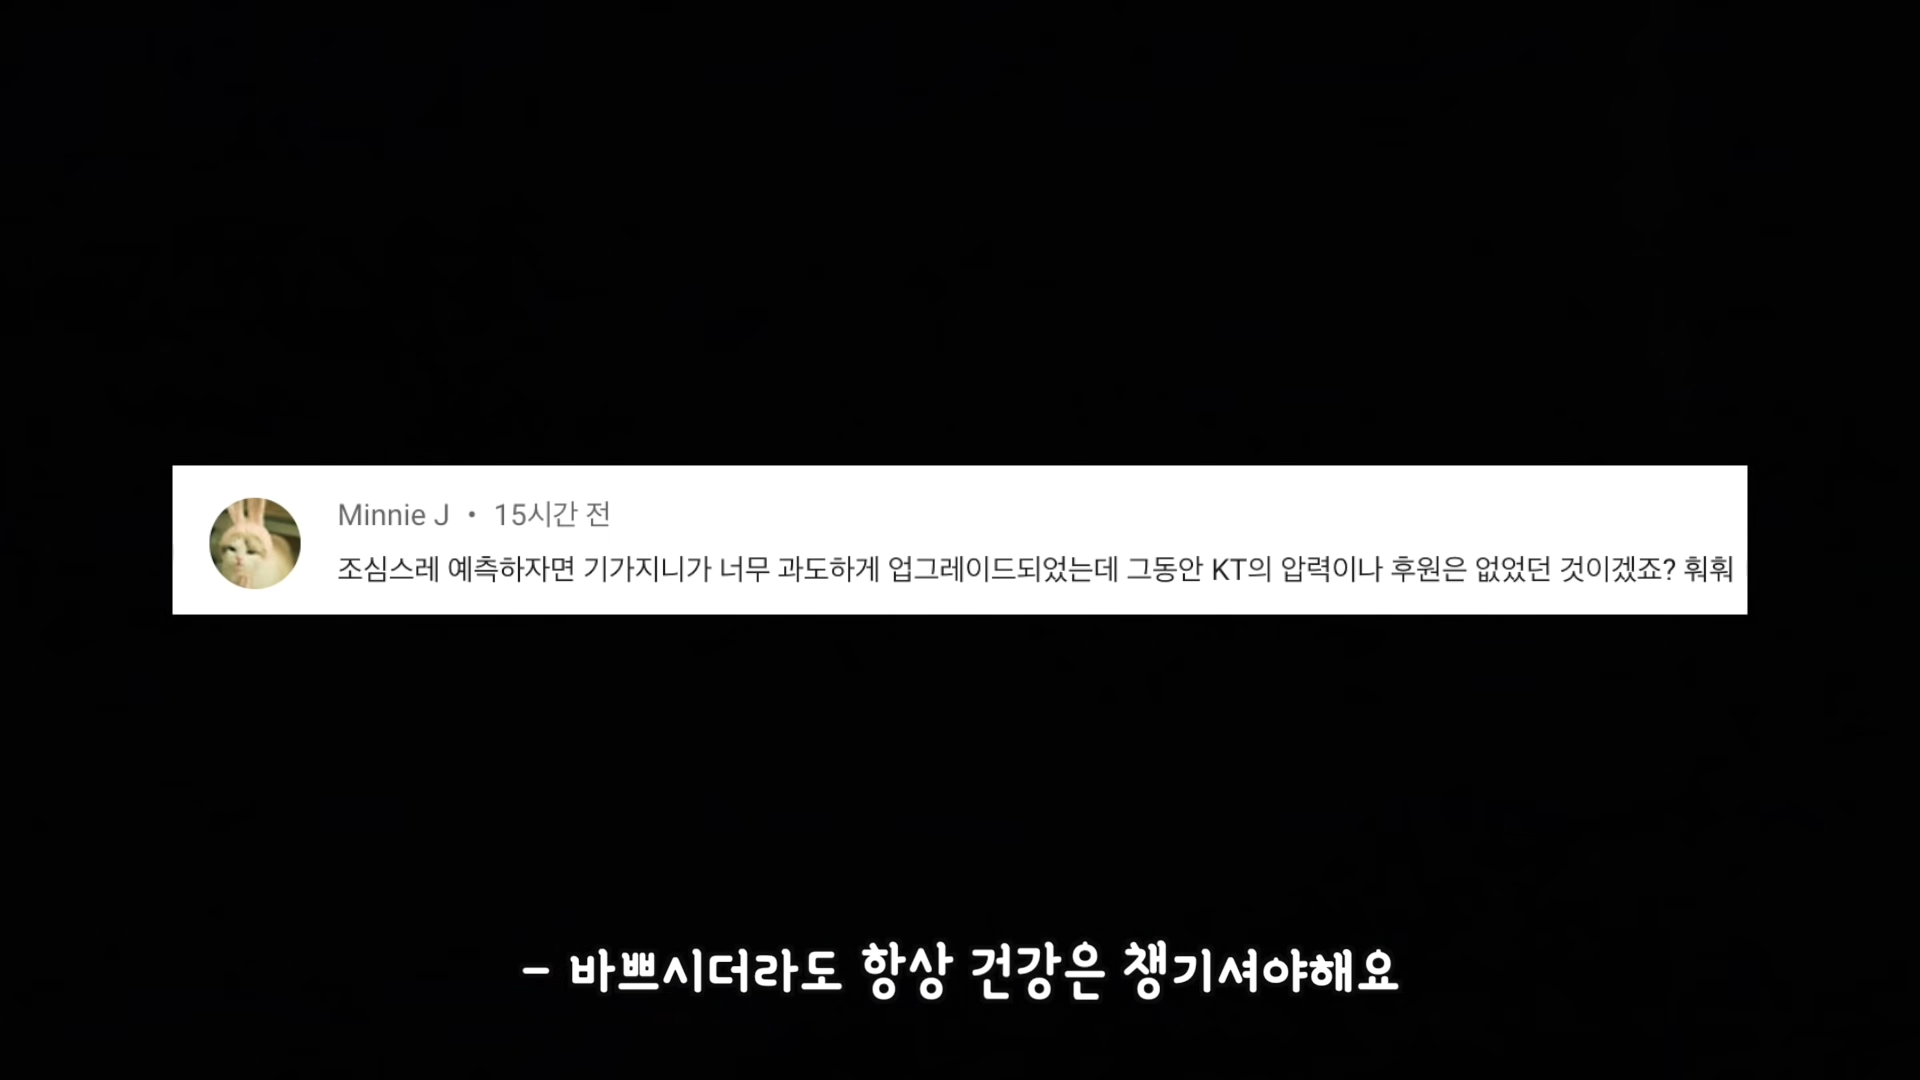 Minnie J • 15시간 전
조심스레 예측하자면 기가지니가 너무 과도하게 업그레이드되었는데 그동안 KT의 압력이나 후원은 없었던 것이겠죠? 훠훠
- 바쁘시더라도 항상 건강은 챙기셔야해요